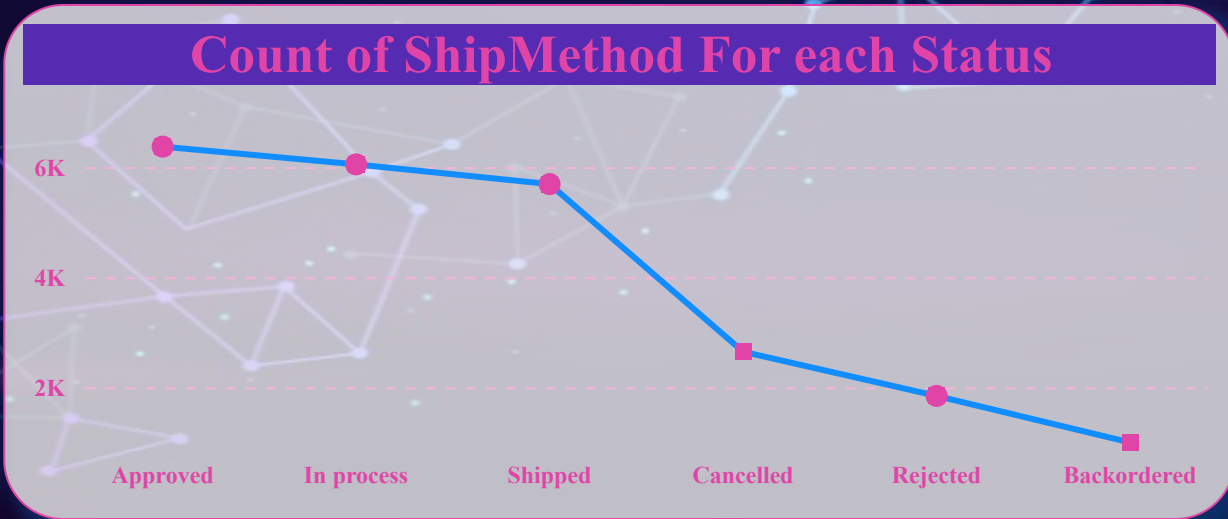 Count of ShipMethod For each Status
6K
4K
2K
Approved In process Shipped Cancelled Rejected Backordered